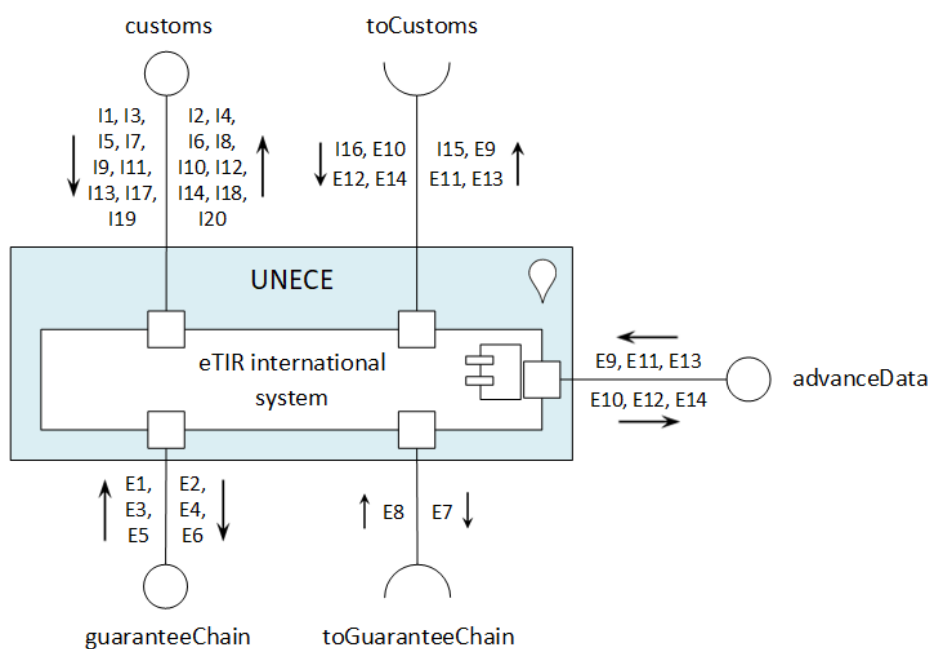 customs
toCustoms
I1, I3,
I5, I7,
I9, I11,
I13, I17,
I19
I2, I4,
I6, I8,
I10, I12,
I14, I18,
I20
I16, E10
E12, E14
I15, E9
E11, E13
UNECE
eTIR international
system
E9, E11, E13
E10, E12, E14
advanceData
E1,
E3,
E5
E2,
E4,
E6
E8
E7
guaranteeChain
toGuaranteeChain